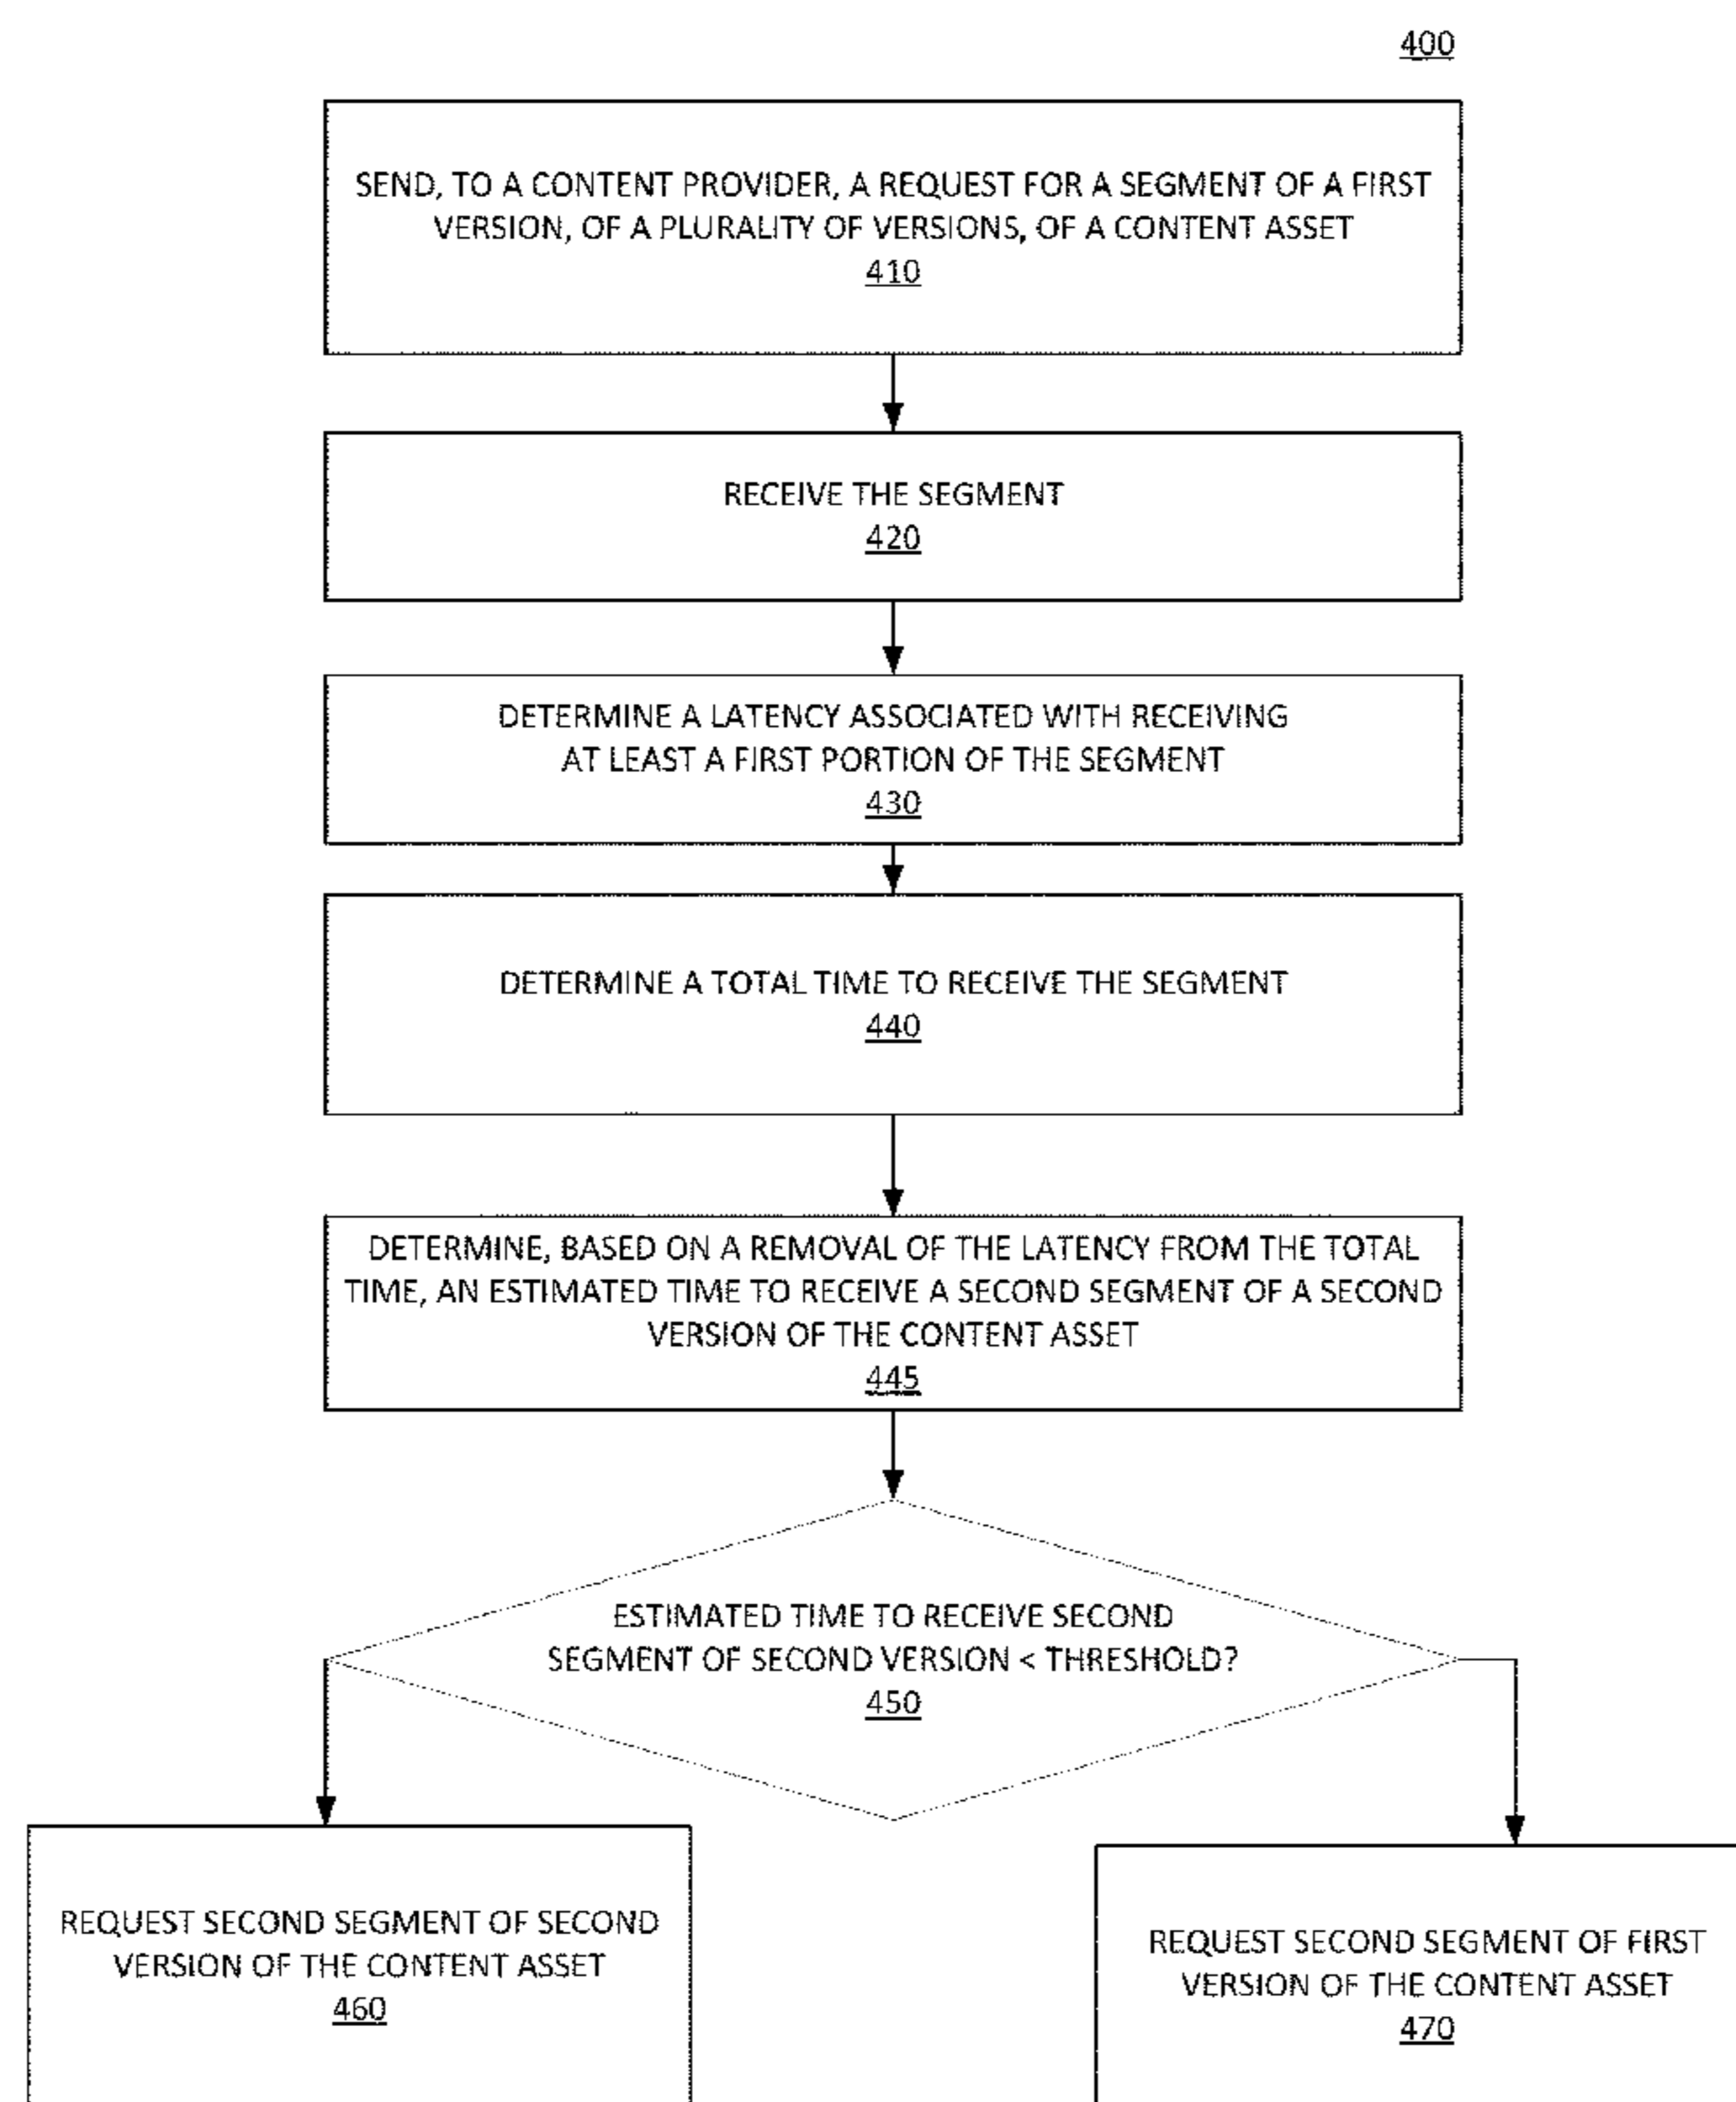 400
SEND, TO A CONTENT PROVIDER, A REQUEST FOR A SEGMENT OF A FIRST
VERSION, OF A PLURALITY OF VERSIONS, OF A CONTENT ASSET
410
RECEIVE THE SEGMENT
420
DETERMINE A LATENCY ASSOCIATED WITH RECEIVING
AT LEAST A FIRST PORTION OF THE SEGMENT
430
DETERMINE A TOTAL TIME TO RECEIVE THE SEGMENT
440
DETERMINE, BASED ON A REMOVAL OF THE LATENCY FROM THE TOTAL
TIME, AN ESTIMATED TIME TO RECEIVE A SECOND SEGMENT OF A SECOND
VERSION OF THE CONTENT ASSET
445
ESTIMATED TIME TO RECEIVE SECOND
SEGMENT OF SECOND VERSION < THRESHOLD?
450
REQUEST SECOND SEGMENT OF SECOND
VERSION OF THE CONTENT ASSET
460
REQUEST SECOND SEGMENT OF FIRST
VERSION OF THE CONTENT ASSET
470